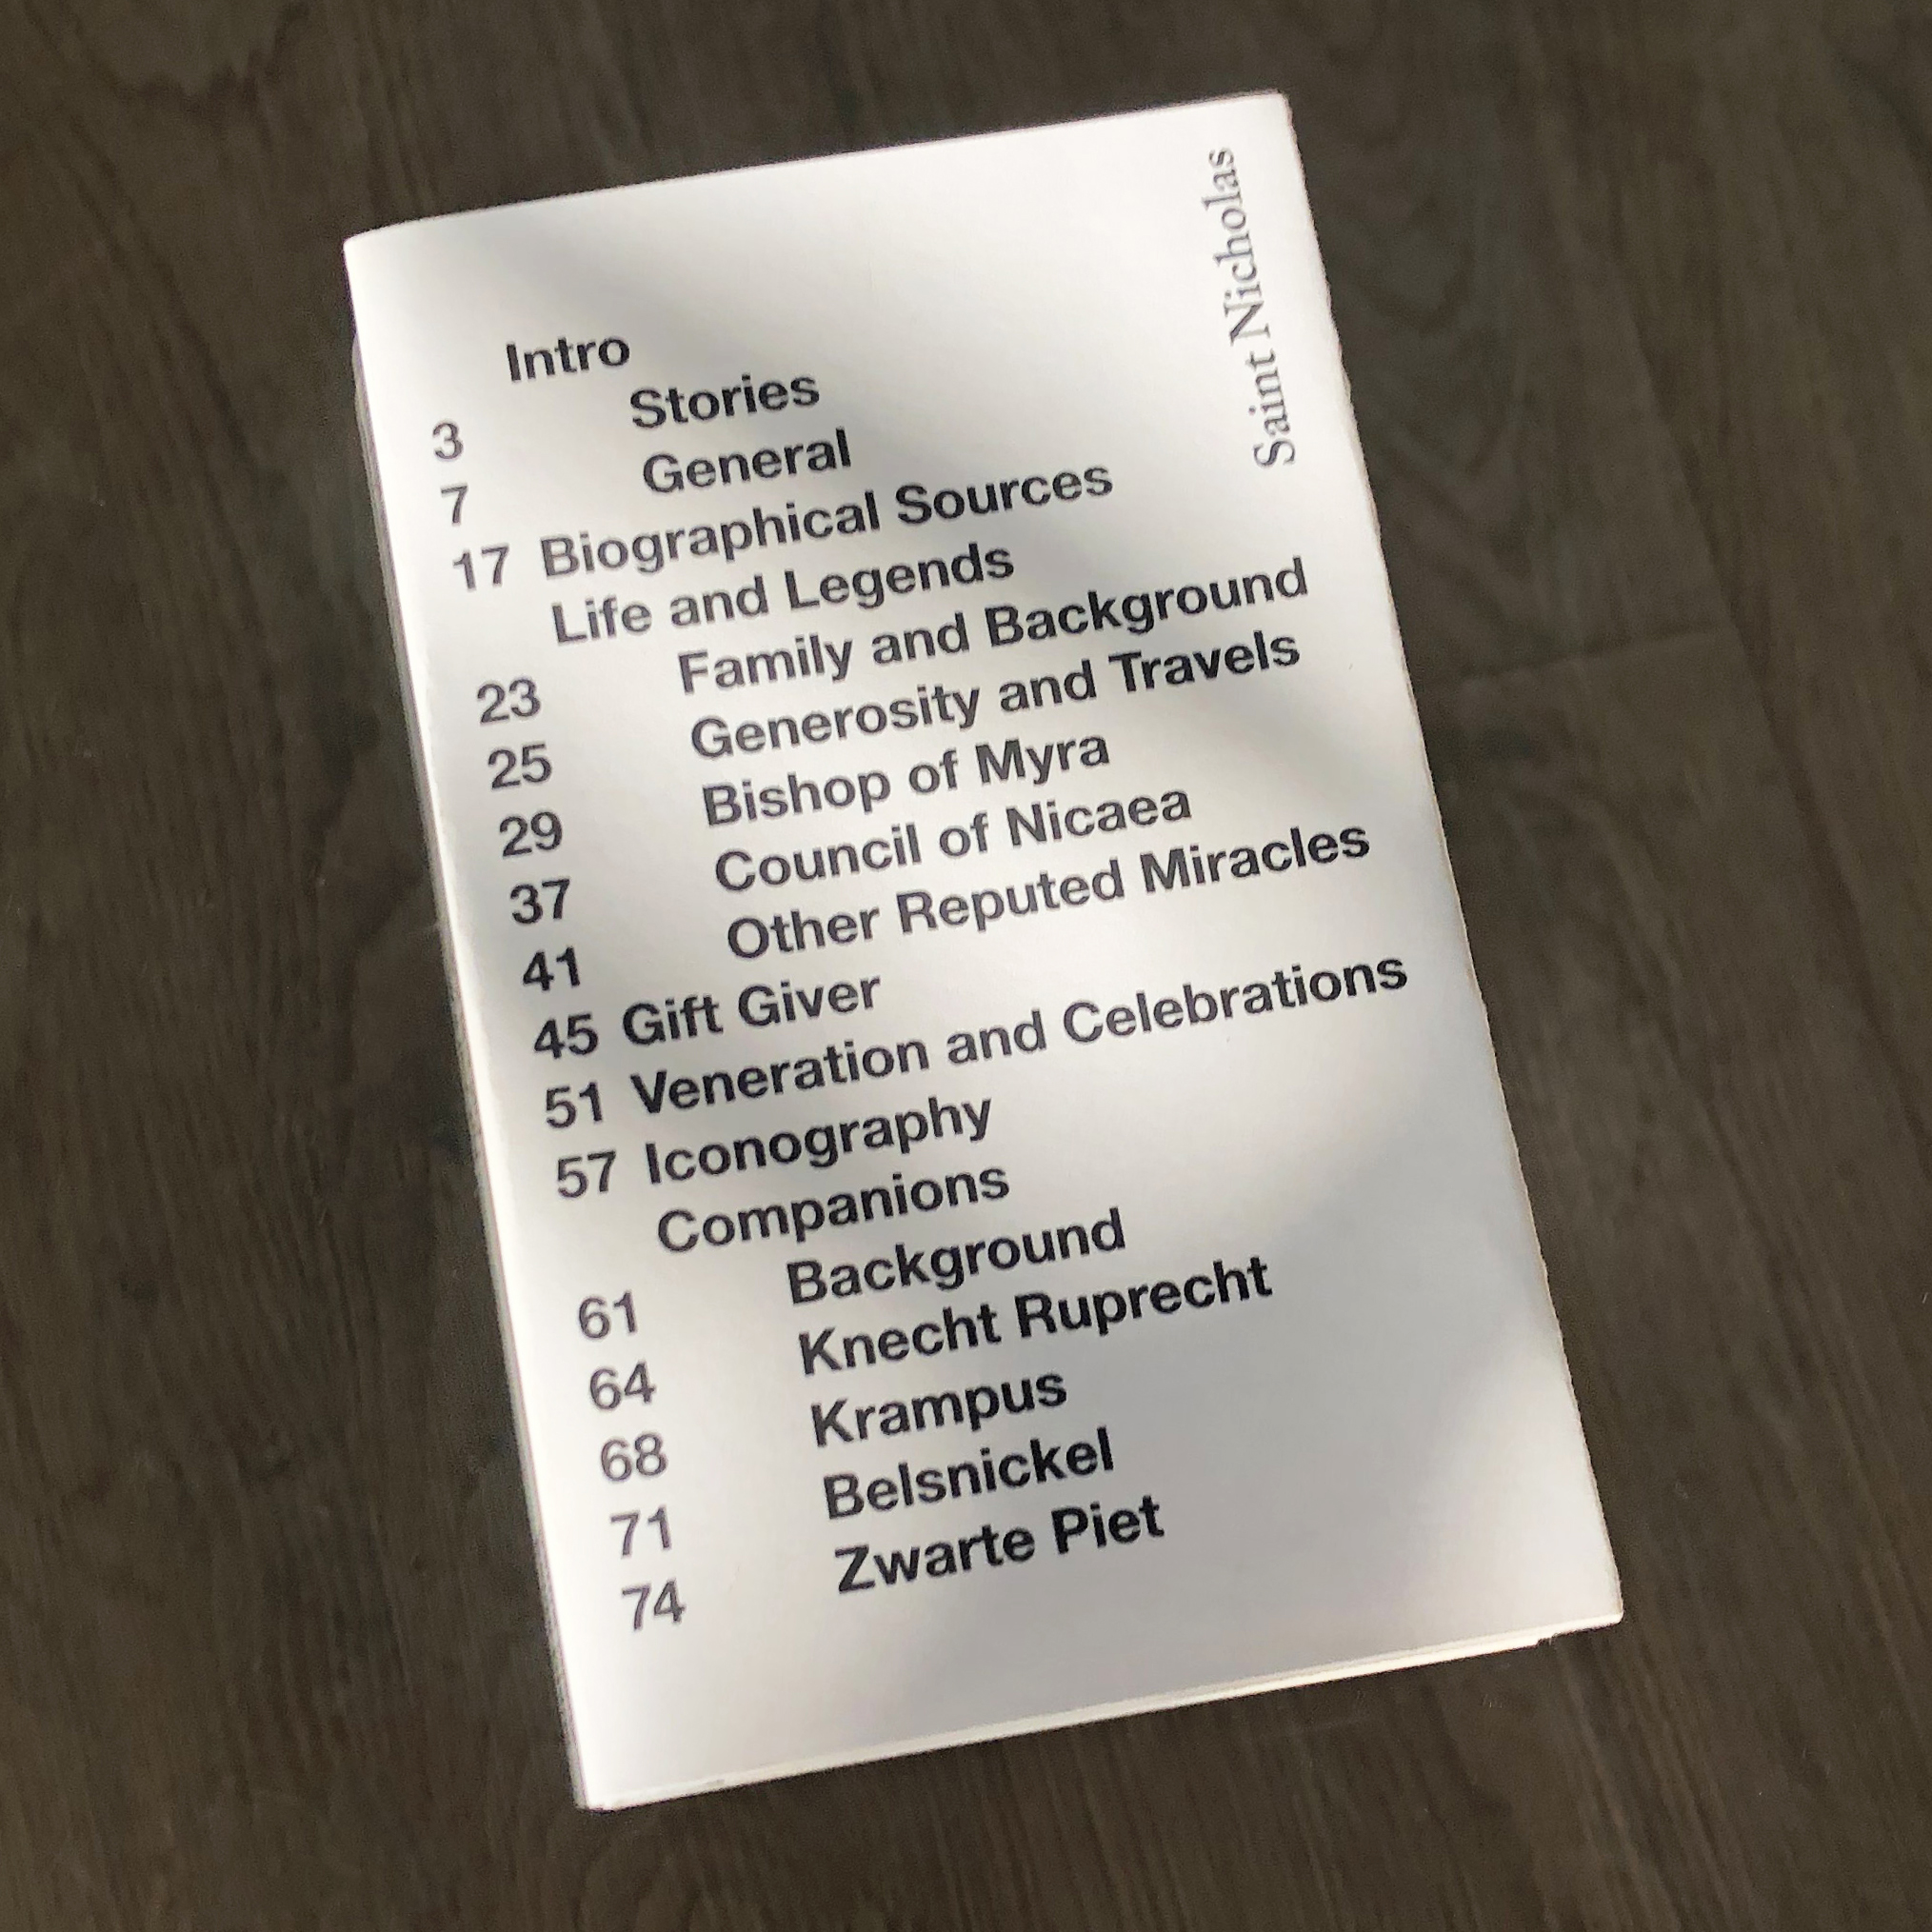 Saint Nicholas
Intro
3 Stories
7 General
17 Biographical Sources
Life and Legends
23 Family and Background
25 Generosity and Travels
29 Bishop of Myra
37 Council of Nicaea
41 Other Reputed Miracles
45 Gift Giver
51 Veneration and Celebrations
57 Iconography
Companions
61 Background
64 Knecht Ruprecht
68 Krampus
71 Belsnickel
74 Zwarte Piet